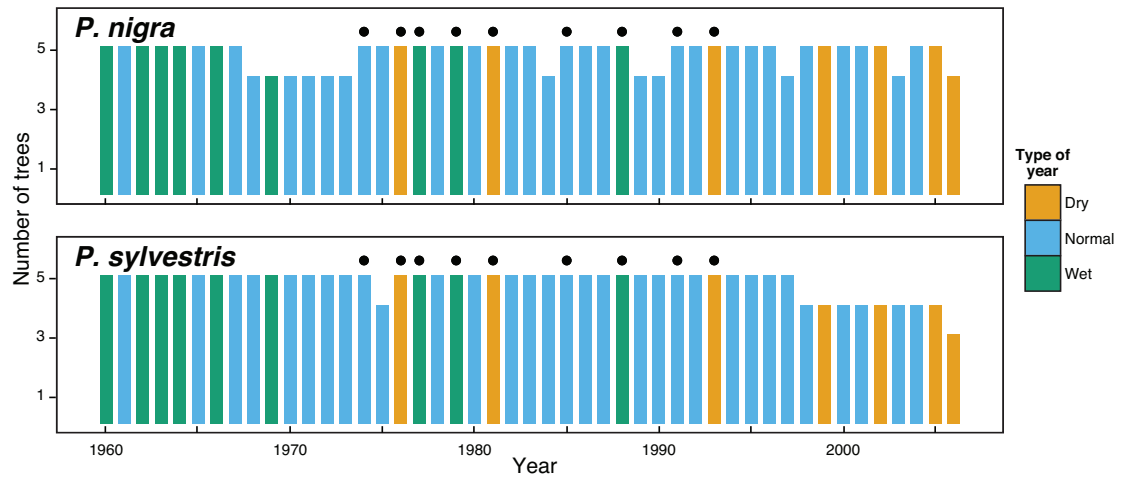 P. nigra
5
3
1
P. sylvestris
5
3
1
Number of trees
1960 1970 1980 1990 2000
Year
Type of
year
Dry
Normal
Wet